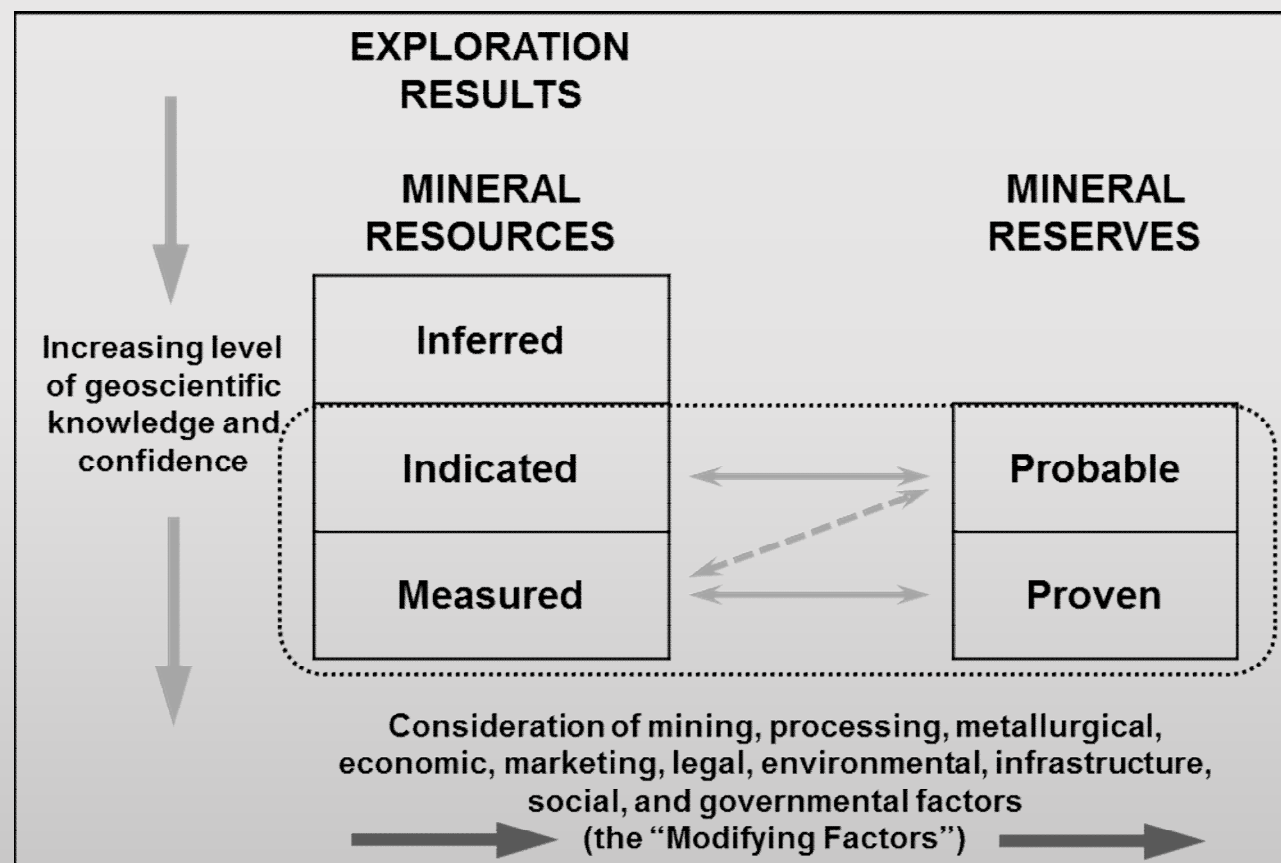 EXPLORATION
RESULTS
MINERAL
RESOURCES
MINERAL
RESERVES
Increasing level
of geoscientific
knowledge and
confidence
Inferred
Indicated
Measured
Probable
Proven
Consideration of mining, processing, metallurgical,
economic, marketing, legal, environmental, infrastructure,
social, and governmental factors
(the “Modifying Factors”)